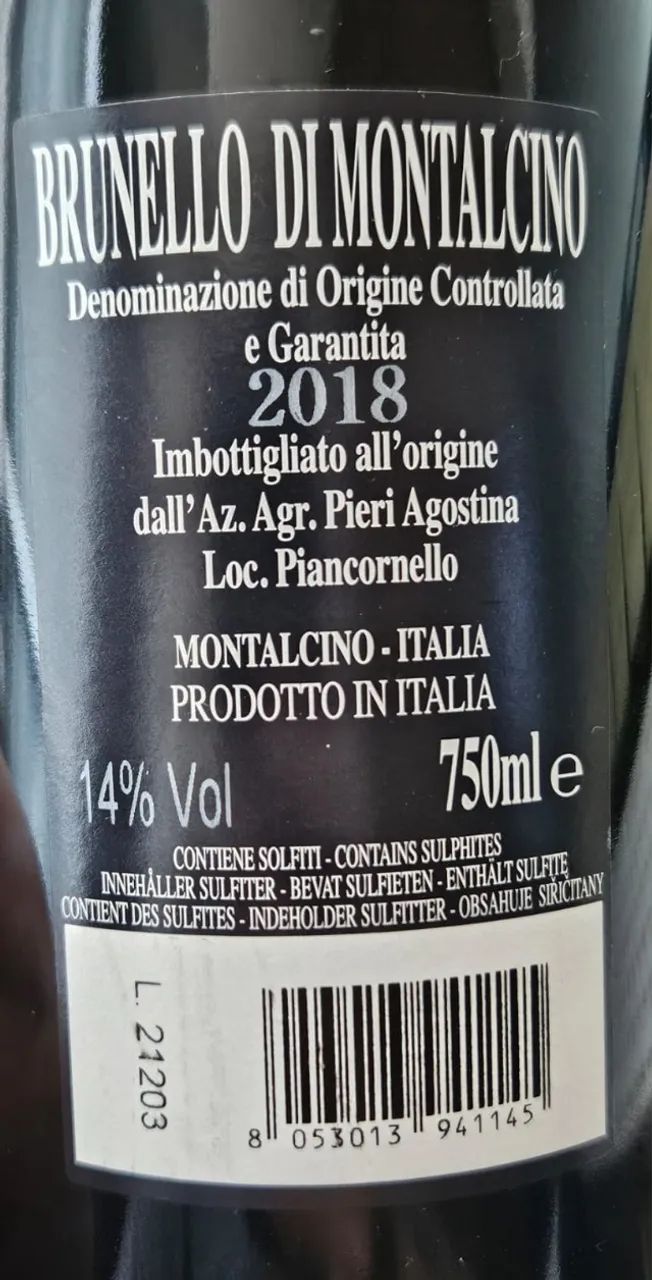 BRUNELLO DI MONTALCINO
Denominazione di Origine Controllata
e Garantita
2018
Imbottigliato all'origine
dall'Az. Agr. Pieri Agostina
Loc. Piancornello
MONTALCINO - ITALIA
PRODOTTO IN ITALIA
14% Vol
750ml e
CONTIENE SOLFITI - CONTAINS SULPHITES
INNEHÅLLER SULFITER - BEVAT SULFIETEN - ENTHÄLT SULFITE
CONTIENT DES SULFITES - INDEHOLDER SULFITTER - OBSAHUJE SIŘIČITANY
L. 21203
8 053013 941145